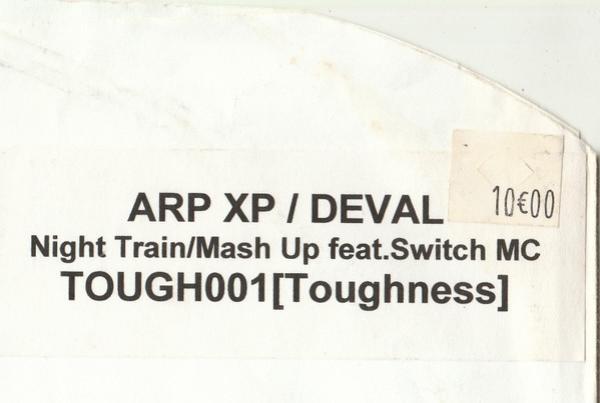 10€00
ARP XP / DEVAL
Night Train/Mash Up feat.Switch MC
TOUGH001[Toughness]